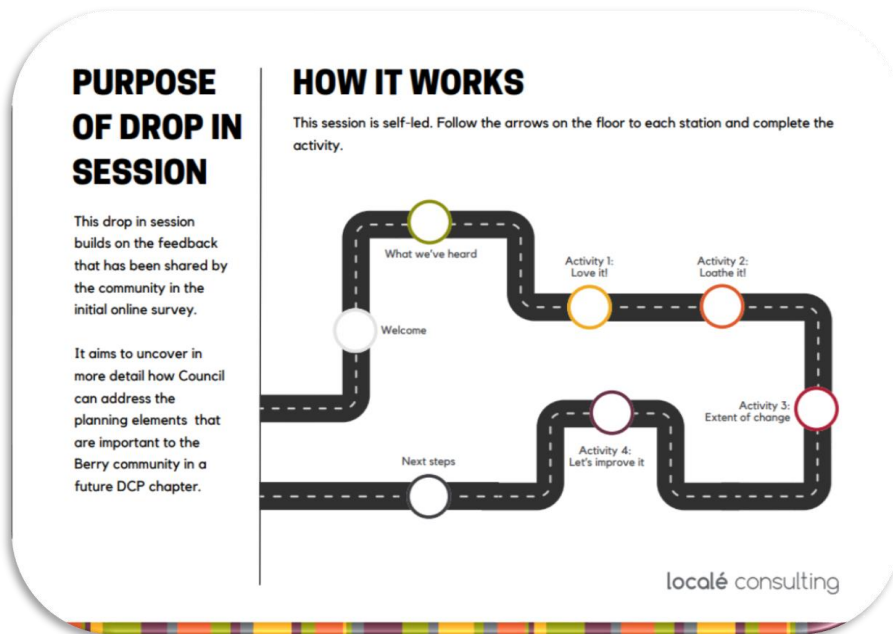 PURPOSE
OF DROP IN
SESSION
This drop in session
builds on the feedback
that has been shared by
the community in the
initial online survey.
It aims to uncover in
more detail how Council
can address the
planning elements that
are important to the
Berry community in a
future DCP chapter.
HOW IT WORKS
This session is self-led. Follow the arrows on the floor to each station and complete the
activity.
What we've heard
Activity 1:
Love it!
Activity 2:
Loathe it!
Welcome
Activity 3:
Extent of change
Activity 4:
Let's improve it
Next steps
localé consulting